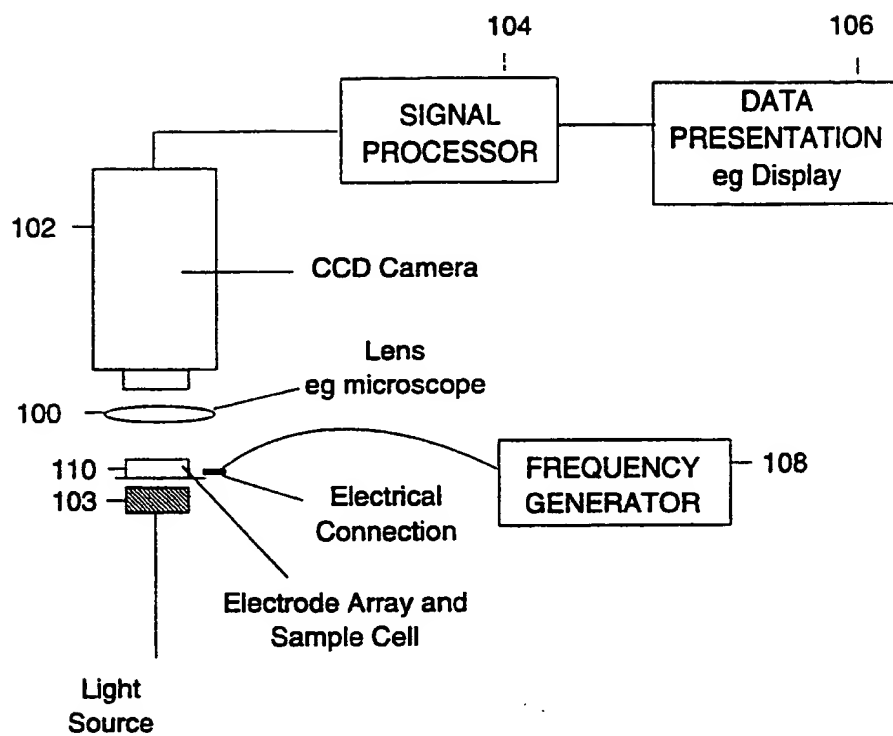 104
106
SIGNAL
PROCESSOR
DATA
PRESENTATION
eg Display
102
CCD Camera
Lens
eg microscope
100
110
103
Electrical
Connection
FREQUENCY
GENERATOR
108
Electrode Array and
Sample Cell
Light
Source